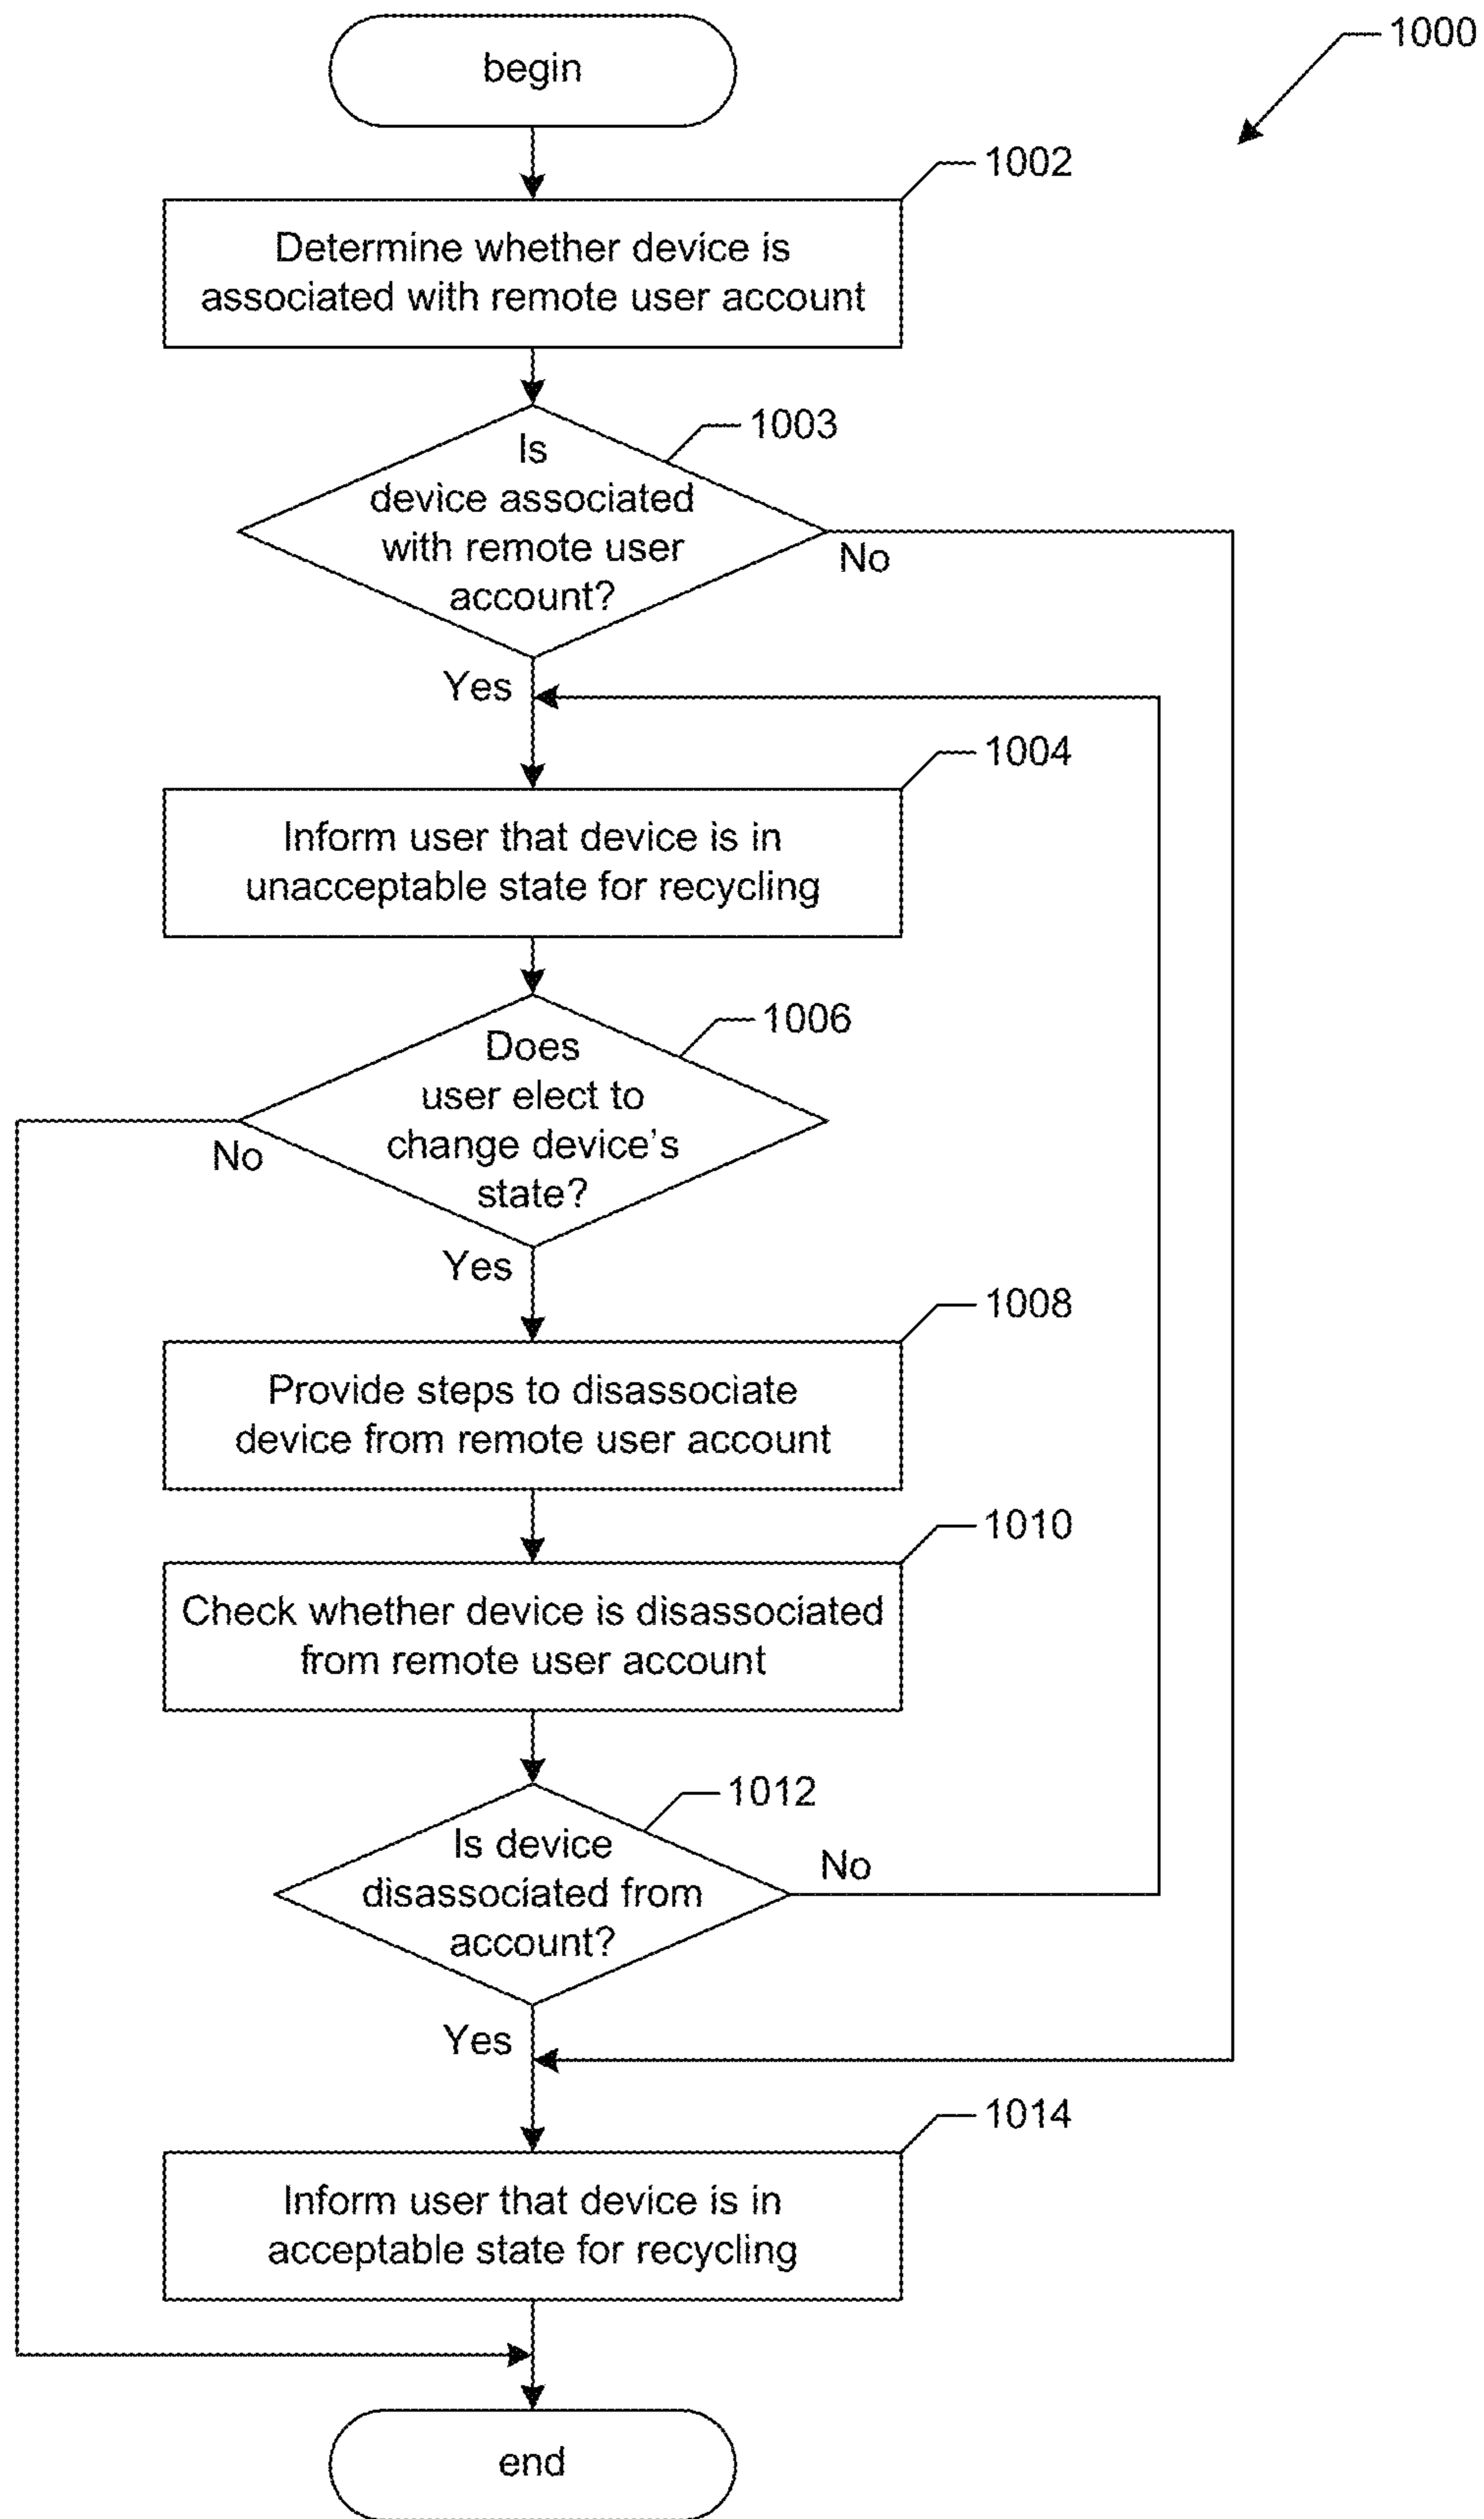 begin
1000
1002
Determine whether device is
associated with remote user account
1003
Is
device associated
with remote user
account?
No
Yes
1004
Inform user that device is in
unacceptable state for recycling
1006
Does
user elect to
change device's
state?
No
Yes
1008
Provide steps to disassociate
device from remote user account
1010
Check whether device is disassociated
from remote user account
1012
Is device
disassociated from
account?
No
Yes
1014
Inform user that device is in
acceptable state for recycling
end